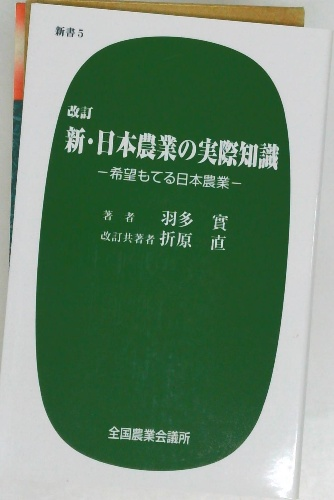 新書5
改訂
新・日本農業の実際知識
−希望もてる日本農業−
著者 羽多 實
改訂共著者 折原 直
全国農業会議所